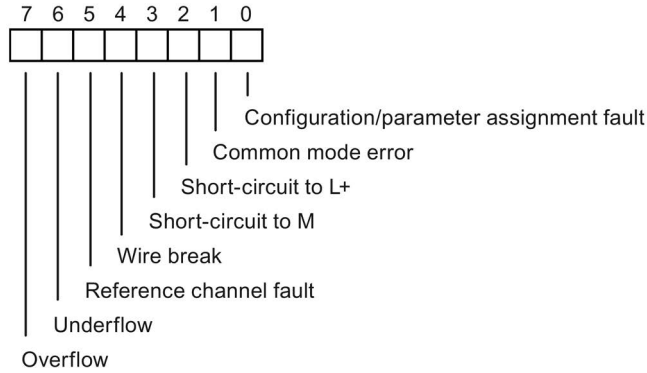 7 6 5 4 3 2 1 0
Configuration/parameter assignment fault
Common mode error
Short-circuit to L+
Short-circuit to M
Wire break
Reference channel fault
Underflow
Overflow